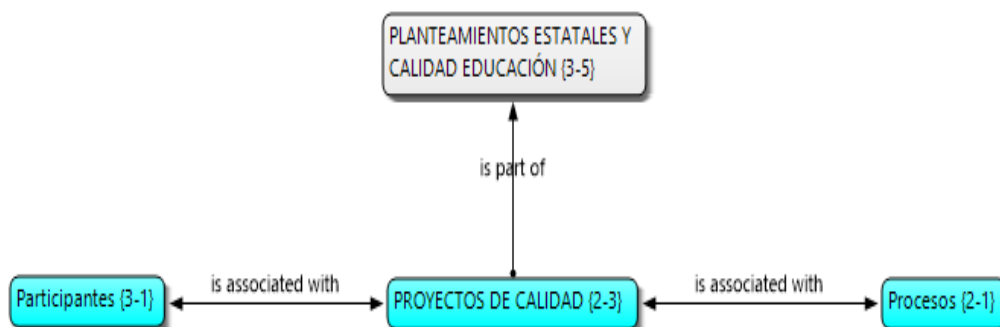 PLANTEAMIENTOS ESTATALES Y
CALIDAD EDUCACIÓN {3-5}
is part of
is associated with
is associated with
Participantes {3-1}
PROYECTOS DE CALIDAD {2-3}
Procesos {2-1}